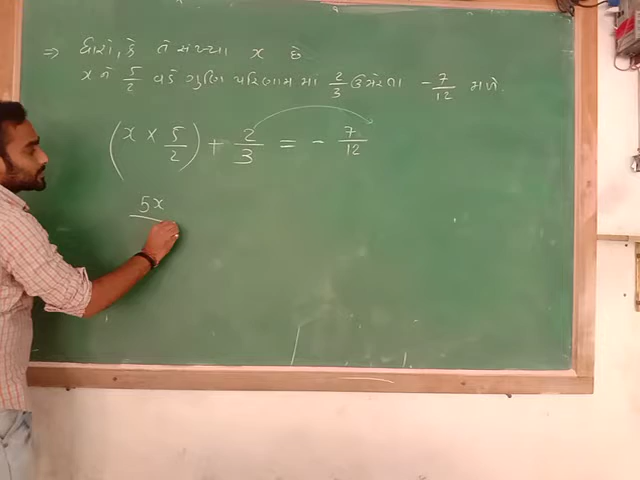 ⇒ ધારો, કે તે સંખ્યા x છે
x ને 5/2 વડે ગુણી પરિણામ માં 2/3 ઉમેરતા -7/12 મળે.
(x × 5/2) + 2/3 = - 7/12
5x